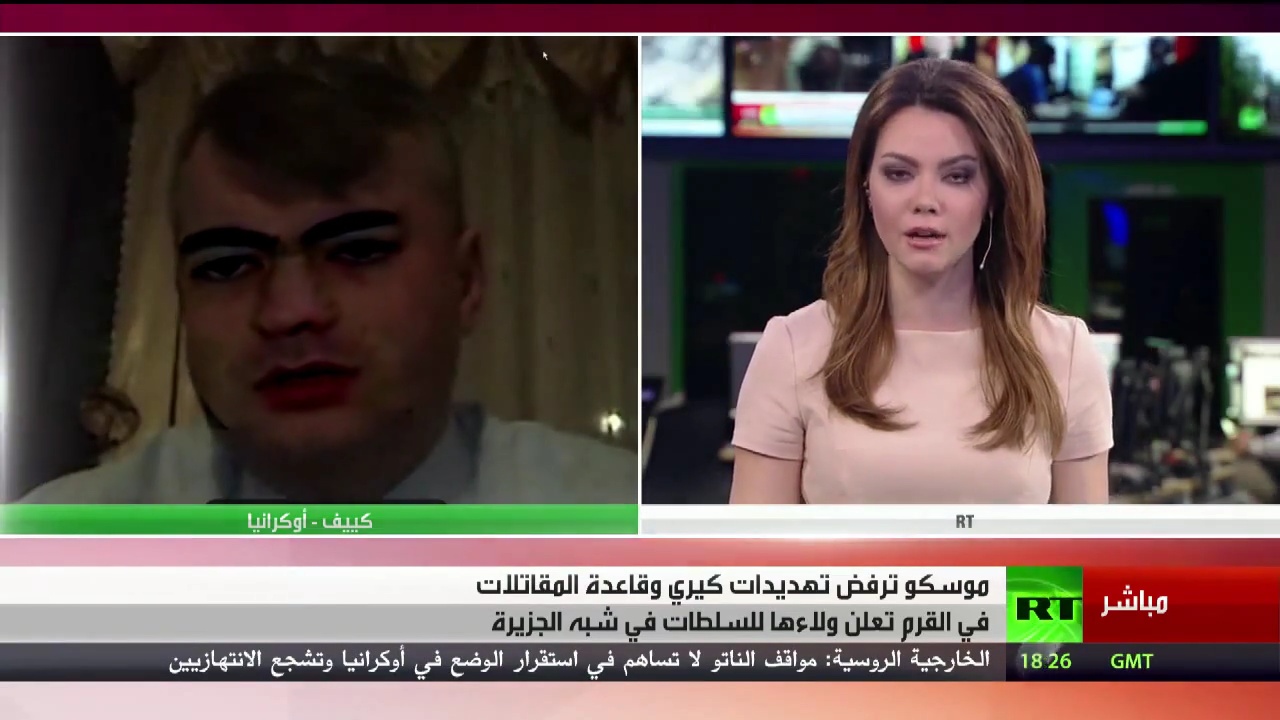 كييف - أوكرانيا
RT
موسكو ترفض تهديدات كيري وقاعدة المقاتلات
في القرم تعلن ولاءها للسلطات في شبه الجزيرة
RT
مباشر
الخارجية الروسية: مواقف الناتو لا تساهم في استقرار الوضع في أوكرانيا وتشجع الانتهازيين
18:26 GMT